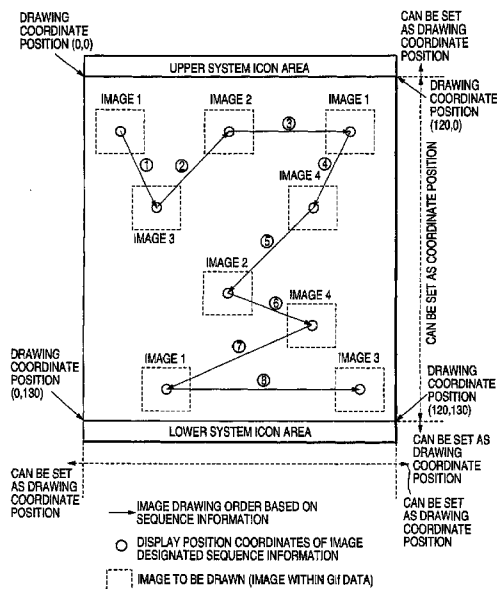 DRAWING
COORDINATE
POSITION (0,0)
CAN BE SET
AS DRAWING
COORDINATE
POSITION
UPPER SYSTEM ICON AREA
DRAWING
COORDINATE
POSITION
(120,0)
IMAGE 1
IMAGE 2
IMAGE 1
3
1
2
4
IMAGE 4
IMAGE 3
5
CAN BE SET AS COORDINATE POSITION
IMAGE 2
IMAGE 4
6
7
IMAGE 1
IMAGE 3
8
DRAWING
COORDINATE
POSITION
(0,130)
DRAWING
COORDINATE
POSITION
(120,130)
LOWER SYSTEM ICON AREA
CAN BE SET AS
DRAWING
COORDINATE
POSITION
CAN BE SET
AS DRAWING
COORDINATE
POSITION
CAN BE SET
AS DRAWING
COORDINATE
POSITION
IMAGE DRAWING ORDER BASED ON
SEQUENCE INFORMATION
DISPLAY POSITION COORDINATES OF IMAGE
DESIGNATED SEQUENCE INFORMATION
IMAGE TO BE DRAWN (IMAGE WITHIN Gif DATA)